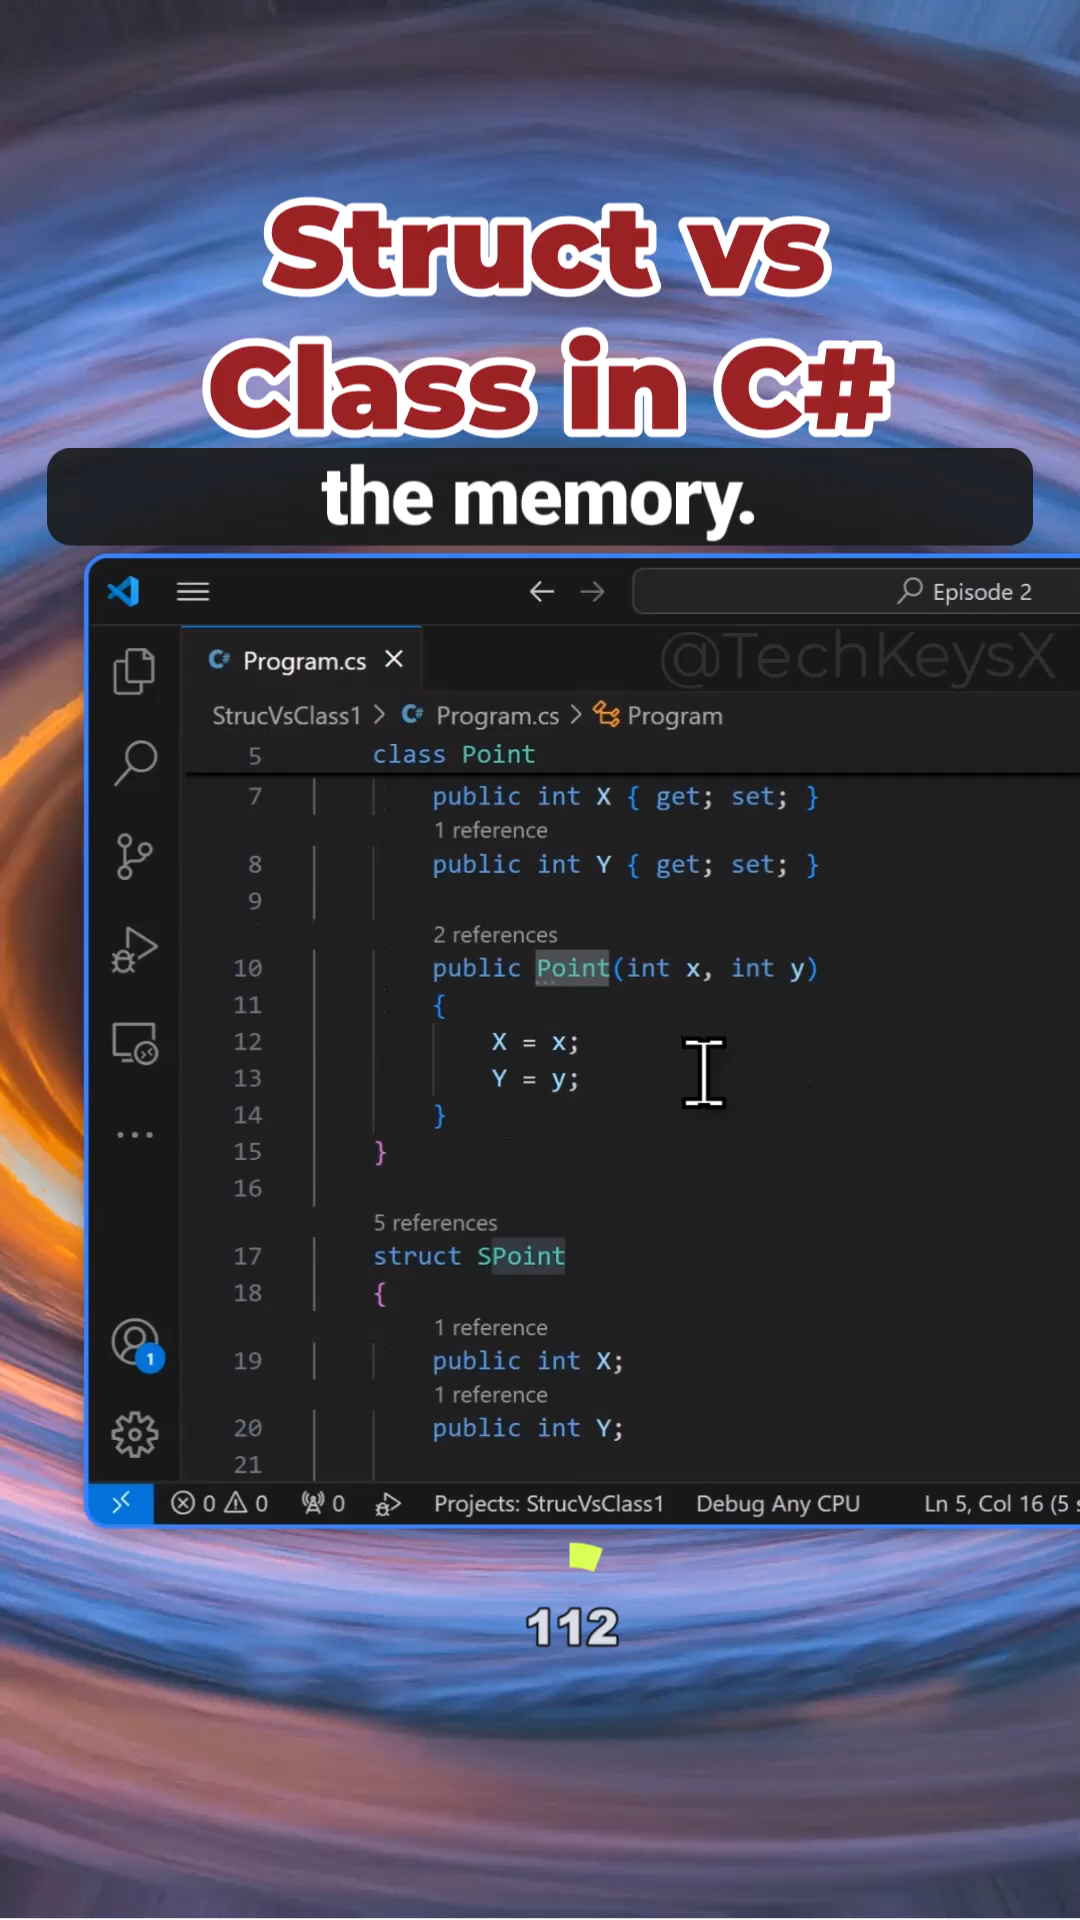 Struct vs
Class in C#
the memory.
Episode 2
Program.cs
@TechKeysX
StrucVsClass1 > Program.cs > Program
5 class Point
7 public int X { get; set; }
1 reference
8 public int Y { get; set; }
9
2 references
10 public Point(int x, int y)
11 {
12 X = x;
13 Y = y;
14 }
15 }
16
5 references
17 struct SPoint
18 {
1 reference
19 public int X;
1 reference
20 public int Y;
21
1
0 0 0 Projects: StrucVsClass1 Debug Any CPU Ln 5, Col 16 (5 s
112